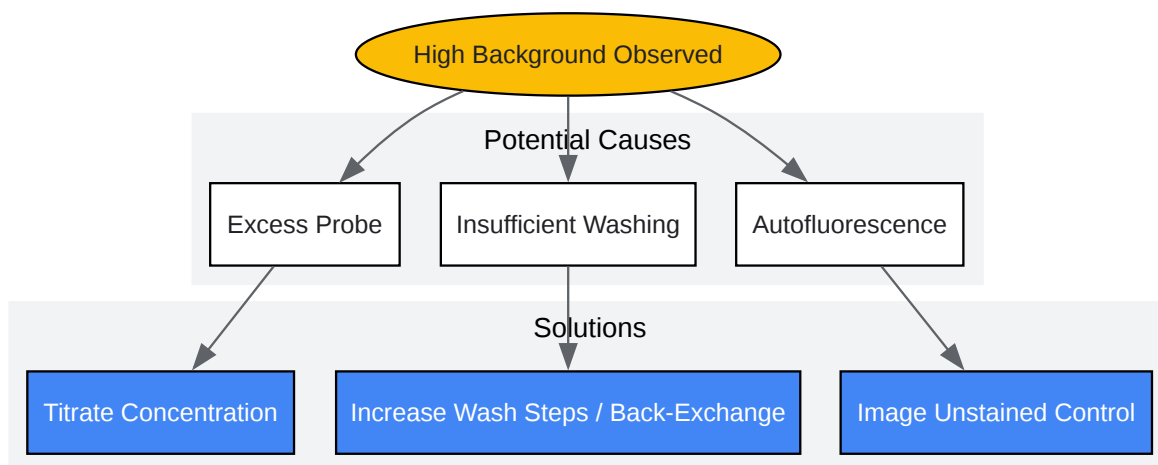 High Background Observed
Potential Causes
Excess Probe
Insufficient Washing
Autofluorescence
Solutions
Titrate Concentration
Increase Wash Steps / Back-Exchange
Image Unstained Control